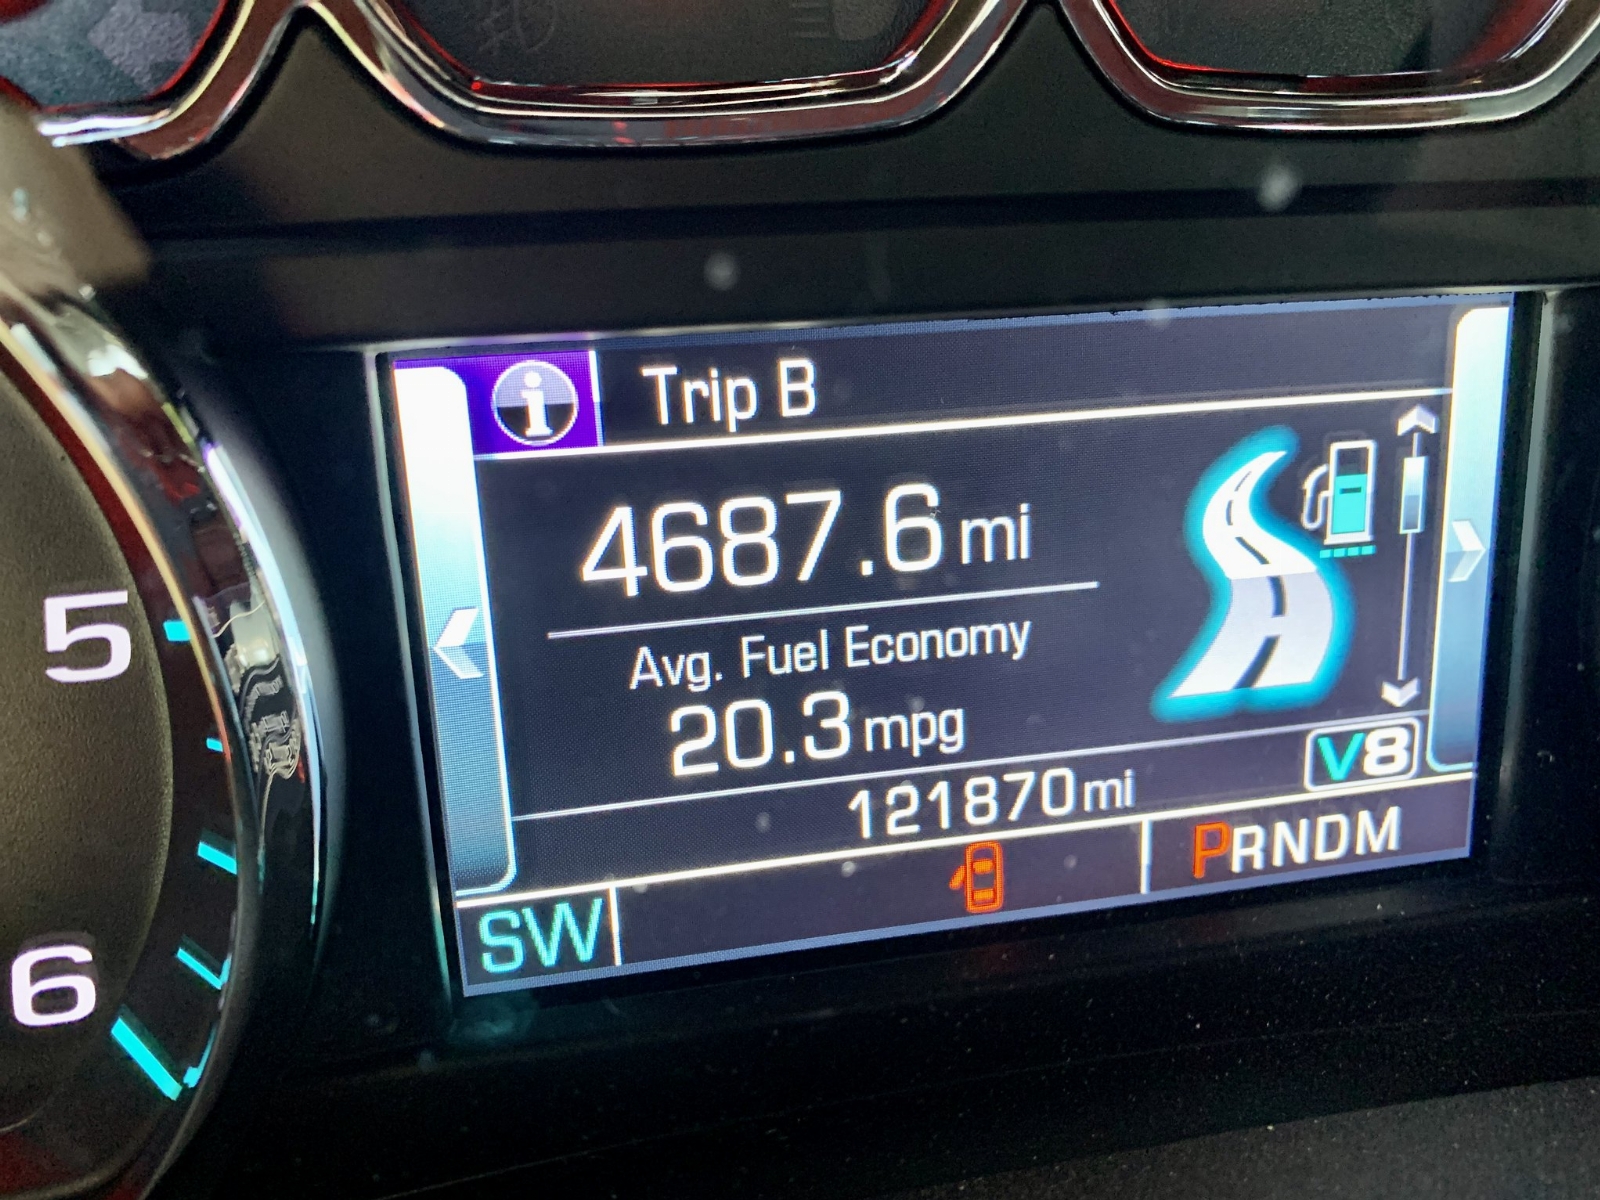 Trip B
4687.6 mi
Avg. Fuel Economy
20.3 mpg
V8
121870 mi
PRNDM
SW
5
6